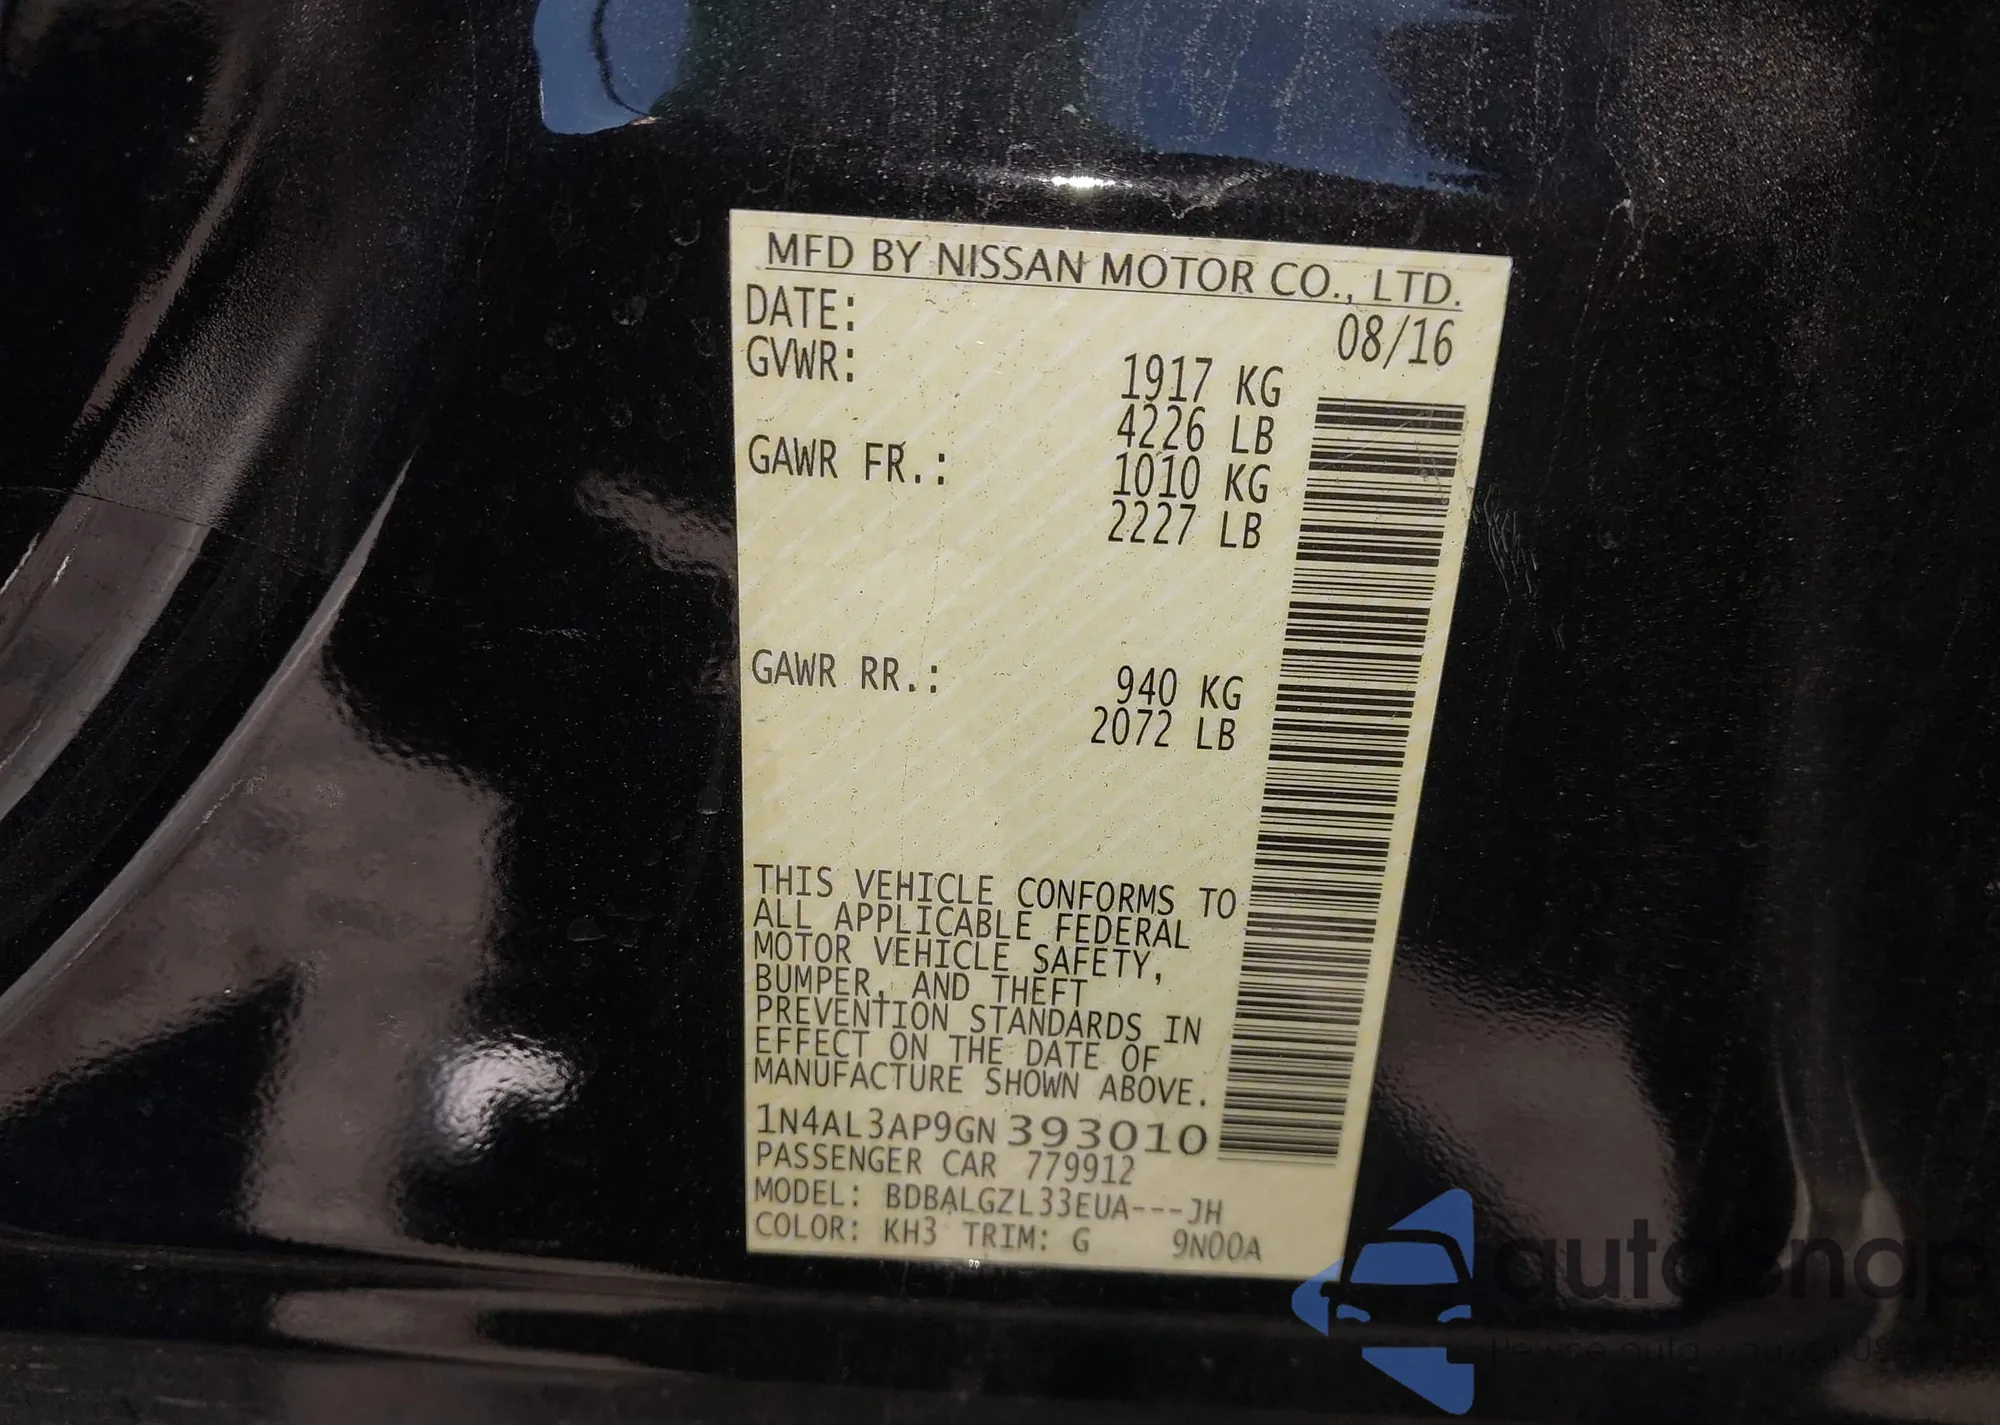 MFD BY NISSAN MOTOR CO., LTD.
DATE: 08/16
GVWR: 1917 KG
4226 LB
GAWR FR.: 1010 KG
2227 LB
GAWR RR.: 940 KG
2072 LB
THIS VEHICLE CONFORMS TO
ALL APPLICABLE FEDERAL
MOTOR VEHICLE SAFETY,
BUMPER, AND THEFT
PREVENTION STANDARDS IN
EFFECT ON THE DATE OF
MANUFACTURE SHOWN ABOVE.
1N4AL3AP9GN393010
PASSENGER CAR 779912
MODEL: BDBALGZL33EUA---JH
COLOR: KH3 TRIM: G 9N00A
autosnap